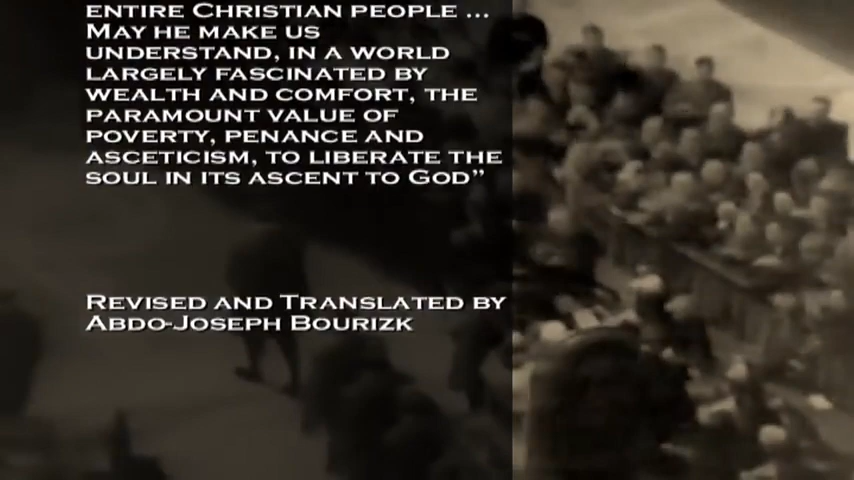 ENTIRE CHRISTIAN PEOPLE ...
MAY HE MAKE US
UNDERSTAND, IN A WORLD
LARGELY FASCINATED BY
WEALTH AND COMFORT, THE
PARAMOUNT VALUE OF
POVERTY, PENANCE AND
ASCETICISM, TO LIBERATE THE
SOUL IN ITS ASCENT TO GOD”
REVISED AND TRANSLATED BY
ABDO-JOSEPH BOURIZK